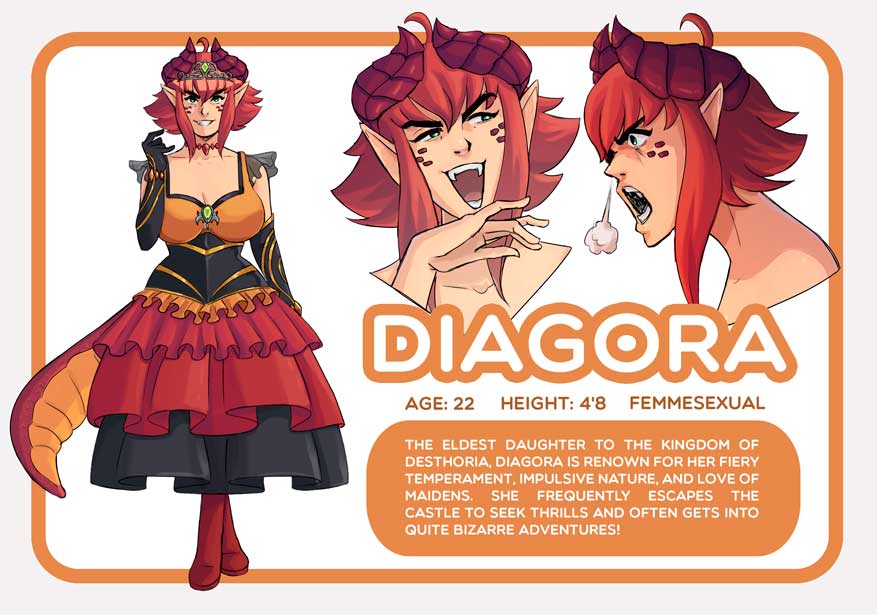 DIAGORA
AGE: 22 HEIGHT: 4'8 FEMMESEXUAL
THE ELDEST DAUGHTER TO THE KINGDOM OF
DESTHORIA, DIAGORA IS RENOWN FOR HER FIERY
TEMPERAMENT, IMPULSIVE NATURE, AND LOVE OF
MAIDENS. SHE FREQUENTLY ESCAPES THE
CASTLE TO SEEK THRILLS AND OFTEN GETS INTO
QUITE BIZARRE ADVENTURES!